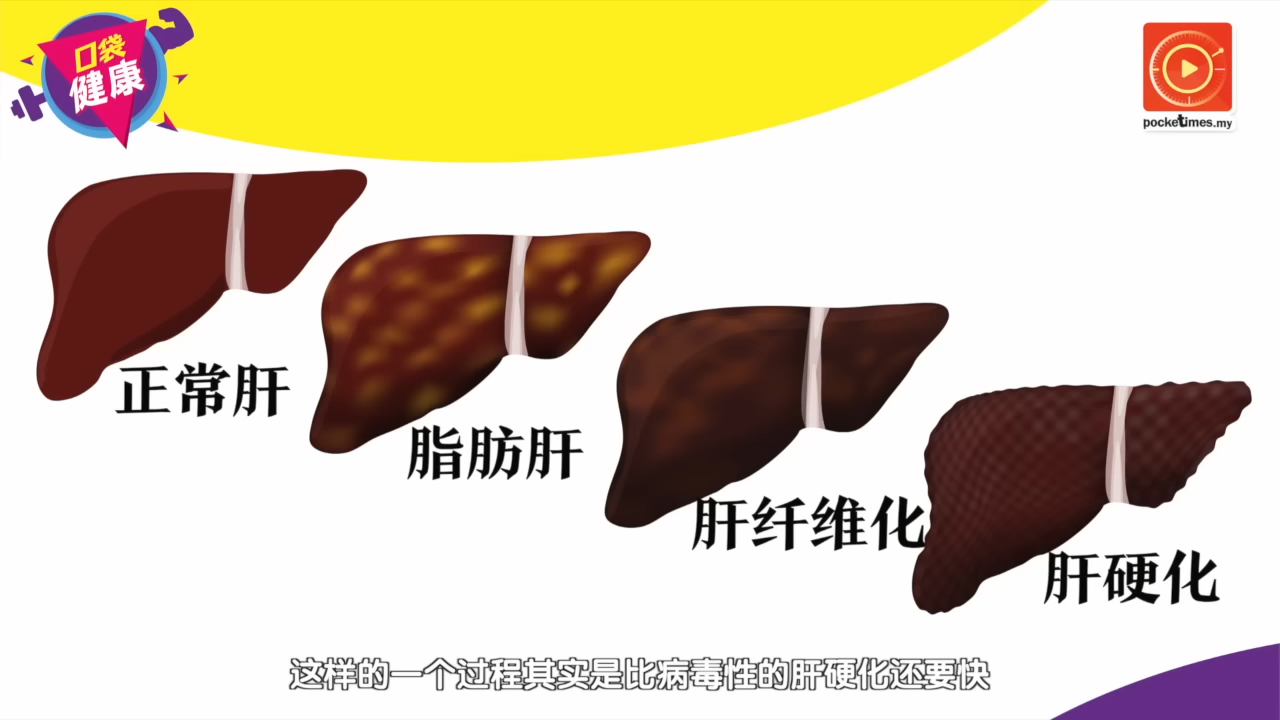 口袋
健康
pocketimes.my
正常肝
脂肪肝
肝纤维化
肝硬化
这样的一个过程其实是比病毒性的肝硬化还要快